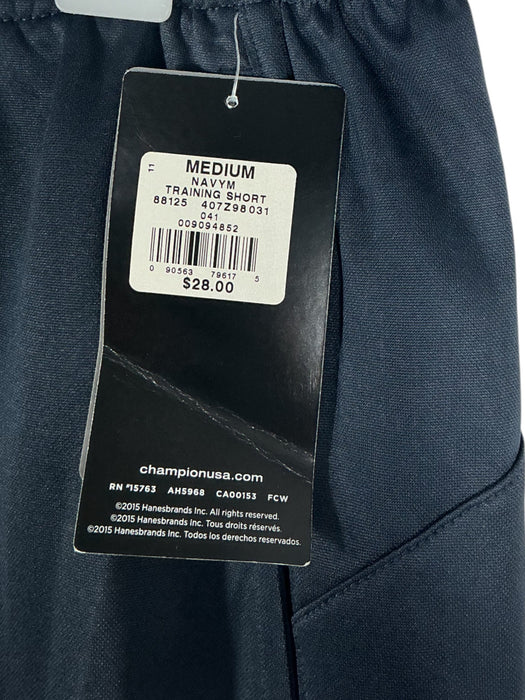 11
MEDIUM
NAVYM
TRAINING SHORT
88125 407Z98031
041
009094852
0 90563 79617 5
$28.00
championusa.com
RN #15763 AH5968 CA00153 FCW
©2015 Hanesbrands Inc. All rights reserved.
©2015 Hanesbrands Inc. Tous droits réservés.
©2015 Hanesbrands Inc. Todos los derechos reservados.